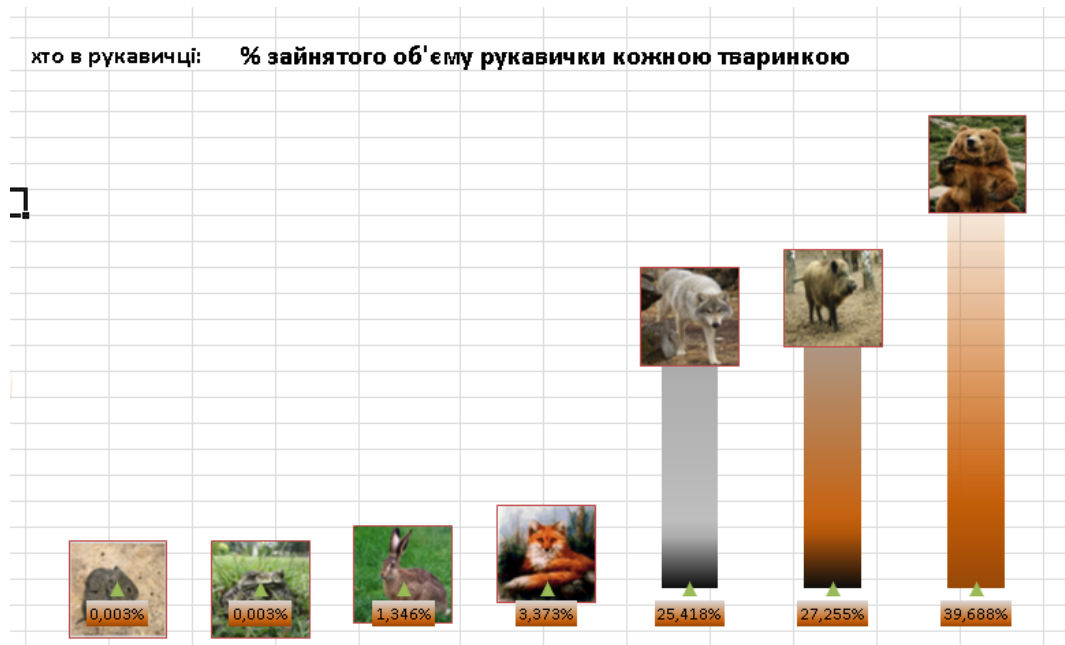 хто в рукавичці: % зайнятого об'єму рукавички кожною тваринкою
0,003% 0,003% 1,346% 3,373% 25,418% 27,255% 39,688%